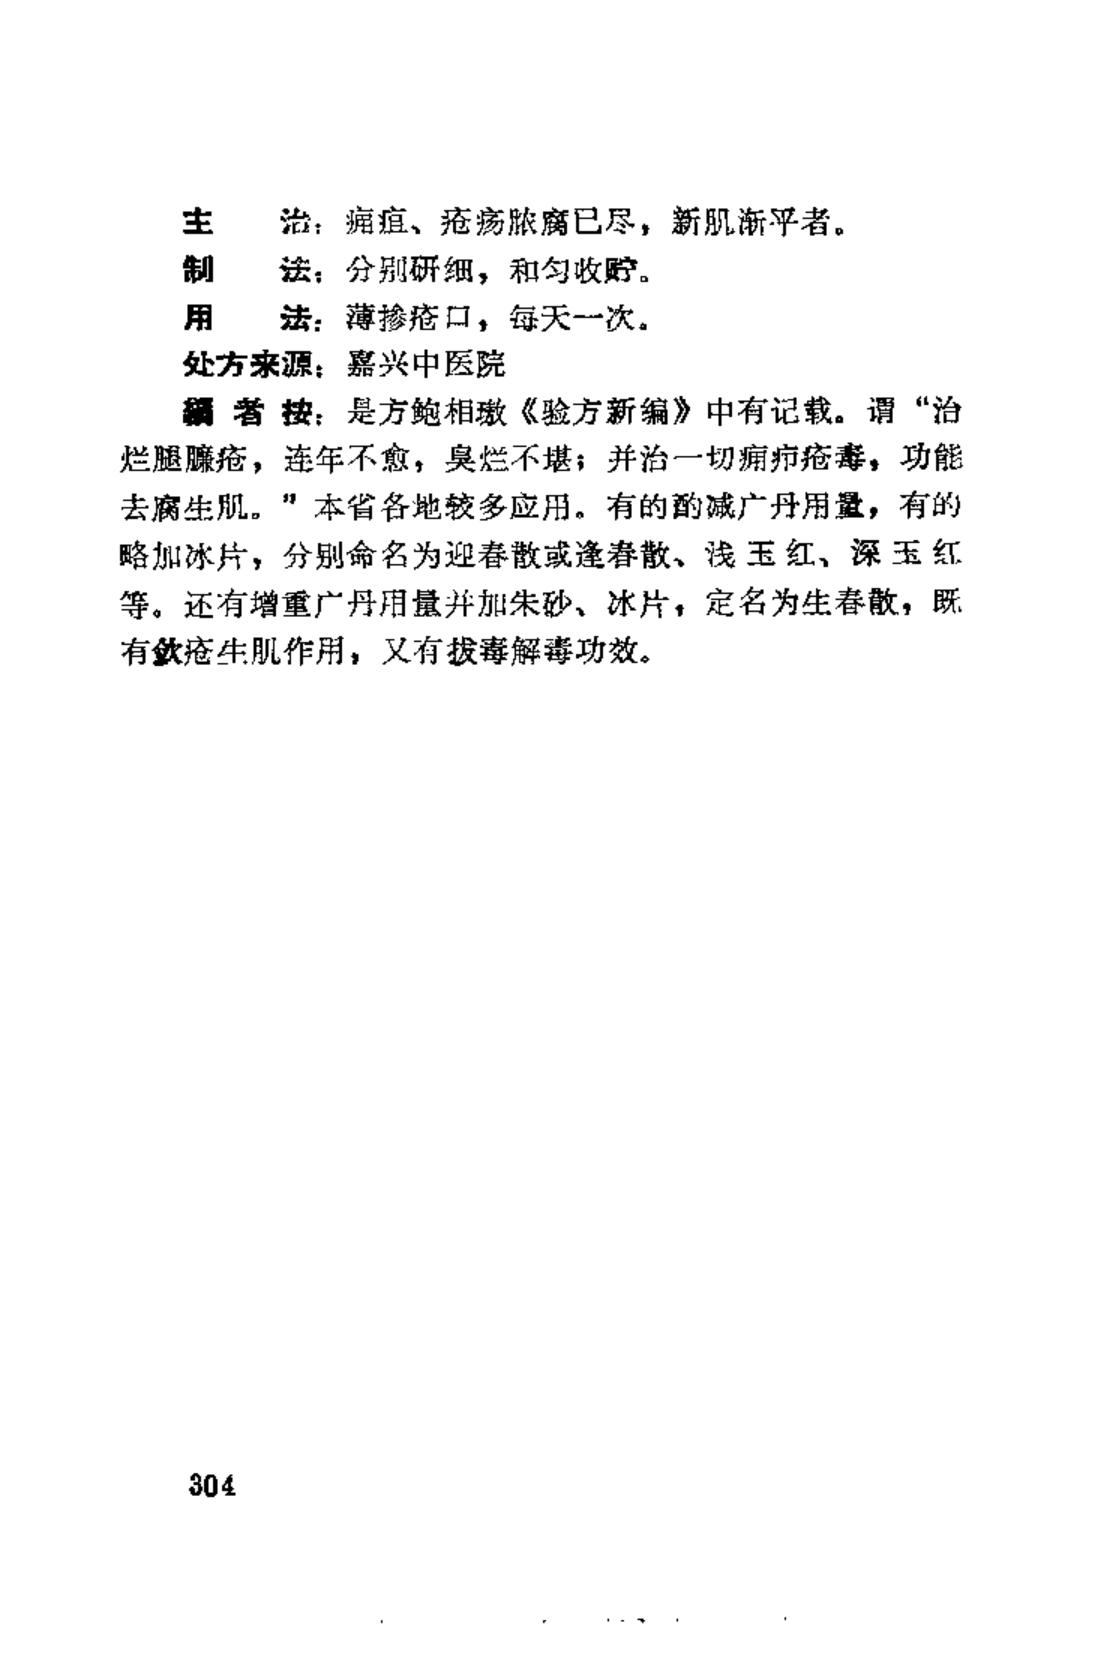 主　　治：痈疽、疮疡脓腐已尽，新肌渐平者。
制　　法：分别研细，和匀收贮。
用　　法：薄掺疮口，每天一次。
处方来源：嘉兴中医院
编 者 按：是方鲍相璈《验方新编》中有记载。谓“治
烂腿臁疮，连年不愈，臭烂不堪；并治一切痈疖疮毒，功能
去腐生肌。”本省各地较多应用。有的酌减广丹用量，有的
略加冰片，分别命名为迎春散或逢春散、浅玉红、深玉红
等。还有增重广丹用量并加朱砂、冰片，定名为生春散，既
有敛疮生肌作用，又有拔毒解毒功效。
304